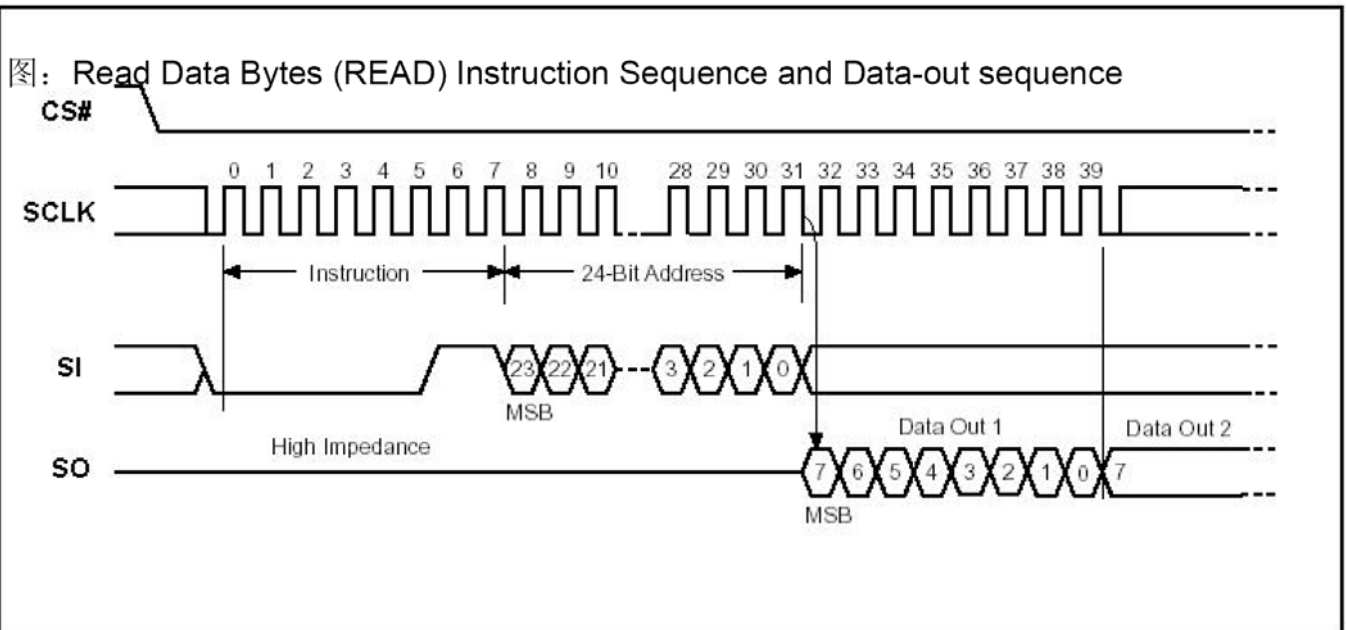 图：Read Data Bytes (READ) Instruction Sequence and Data-out sequence
CS#
0 1 2 3 4 5 6 7 8 9 10 28 29 30 31 32 33 34 35 36 37 38 39
SCLK
Instruction 24-Bit Address
SI 23 22 21 3 2 1 0
MSB
Data Out 1 Data Out 2
High Impedance
SO 7 6 5 4 3 2 1 0 7
MSB